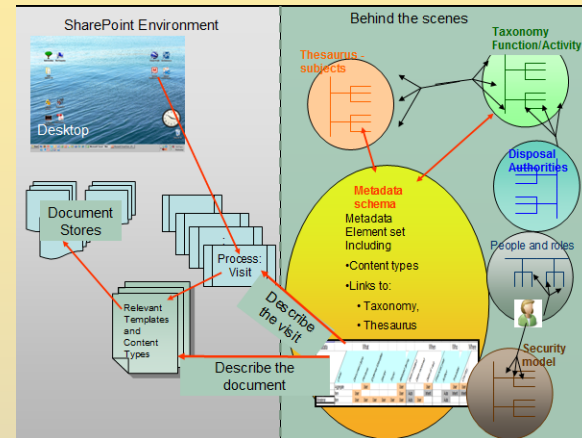 SharePoint Environment
Behind the scenes
Desktop
Document
Stores
Process:
Visit
Relevant
Templates
and
Content
Types
Describe
the visit
Describe the
document
Thesaurus -
subjects
Taxonomy
Function/Activity
Disposal
Authorities
People and roles
Security
model
Metadata
schema
Metadata
Element set
Including
•Content types
•Links to:
• Taxonomy,
• Thesaurus